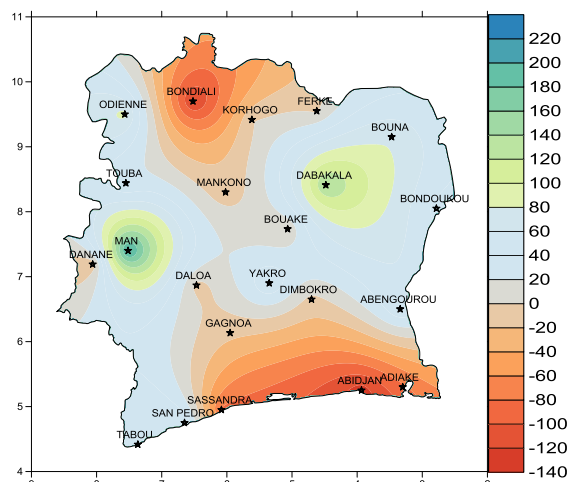 11
10
9
8
7
6
5
4
BONDIALI
ODIENNE
KORHOGO
FERKE
BOUNA
TOUBA
MANKONO
DABAKALA
BONDOUKOU
BOUAKE
MAN
DANANE
DALOA
YAKRO
DIMBOKRO
ABENGOUROU
GAGNOA
ABIDJAN
ADIAKE
SASSANDRA
SAN PEDRO
TABOU
220
200
180
160
140
120
100
80
60
40
20
0
-20
-40
-60
-80
-100
-120
-140